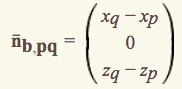 n̄b,pq = ( xq − xp
0
zq − zp )